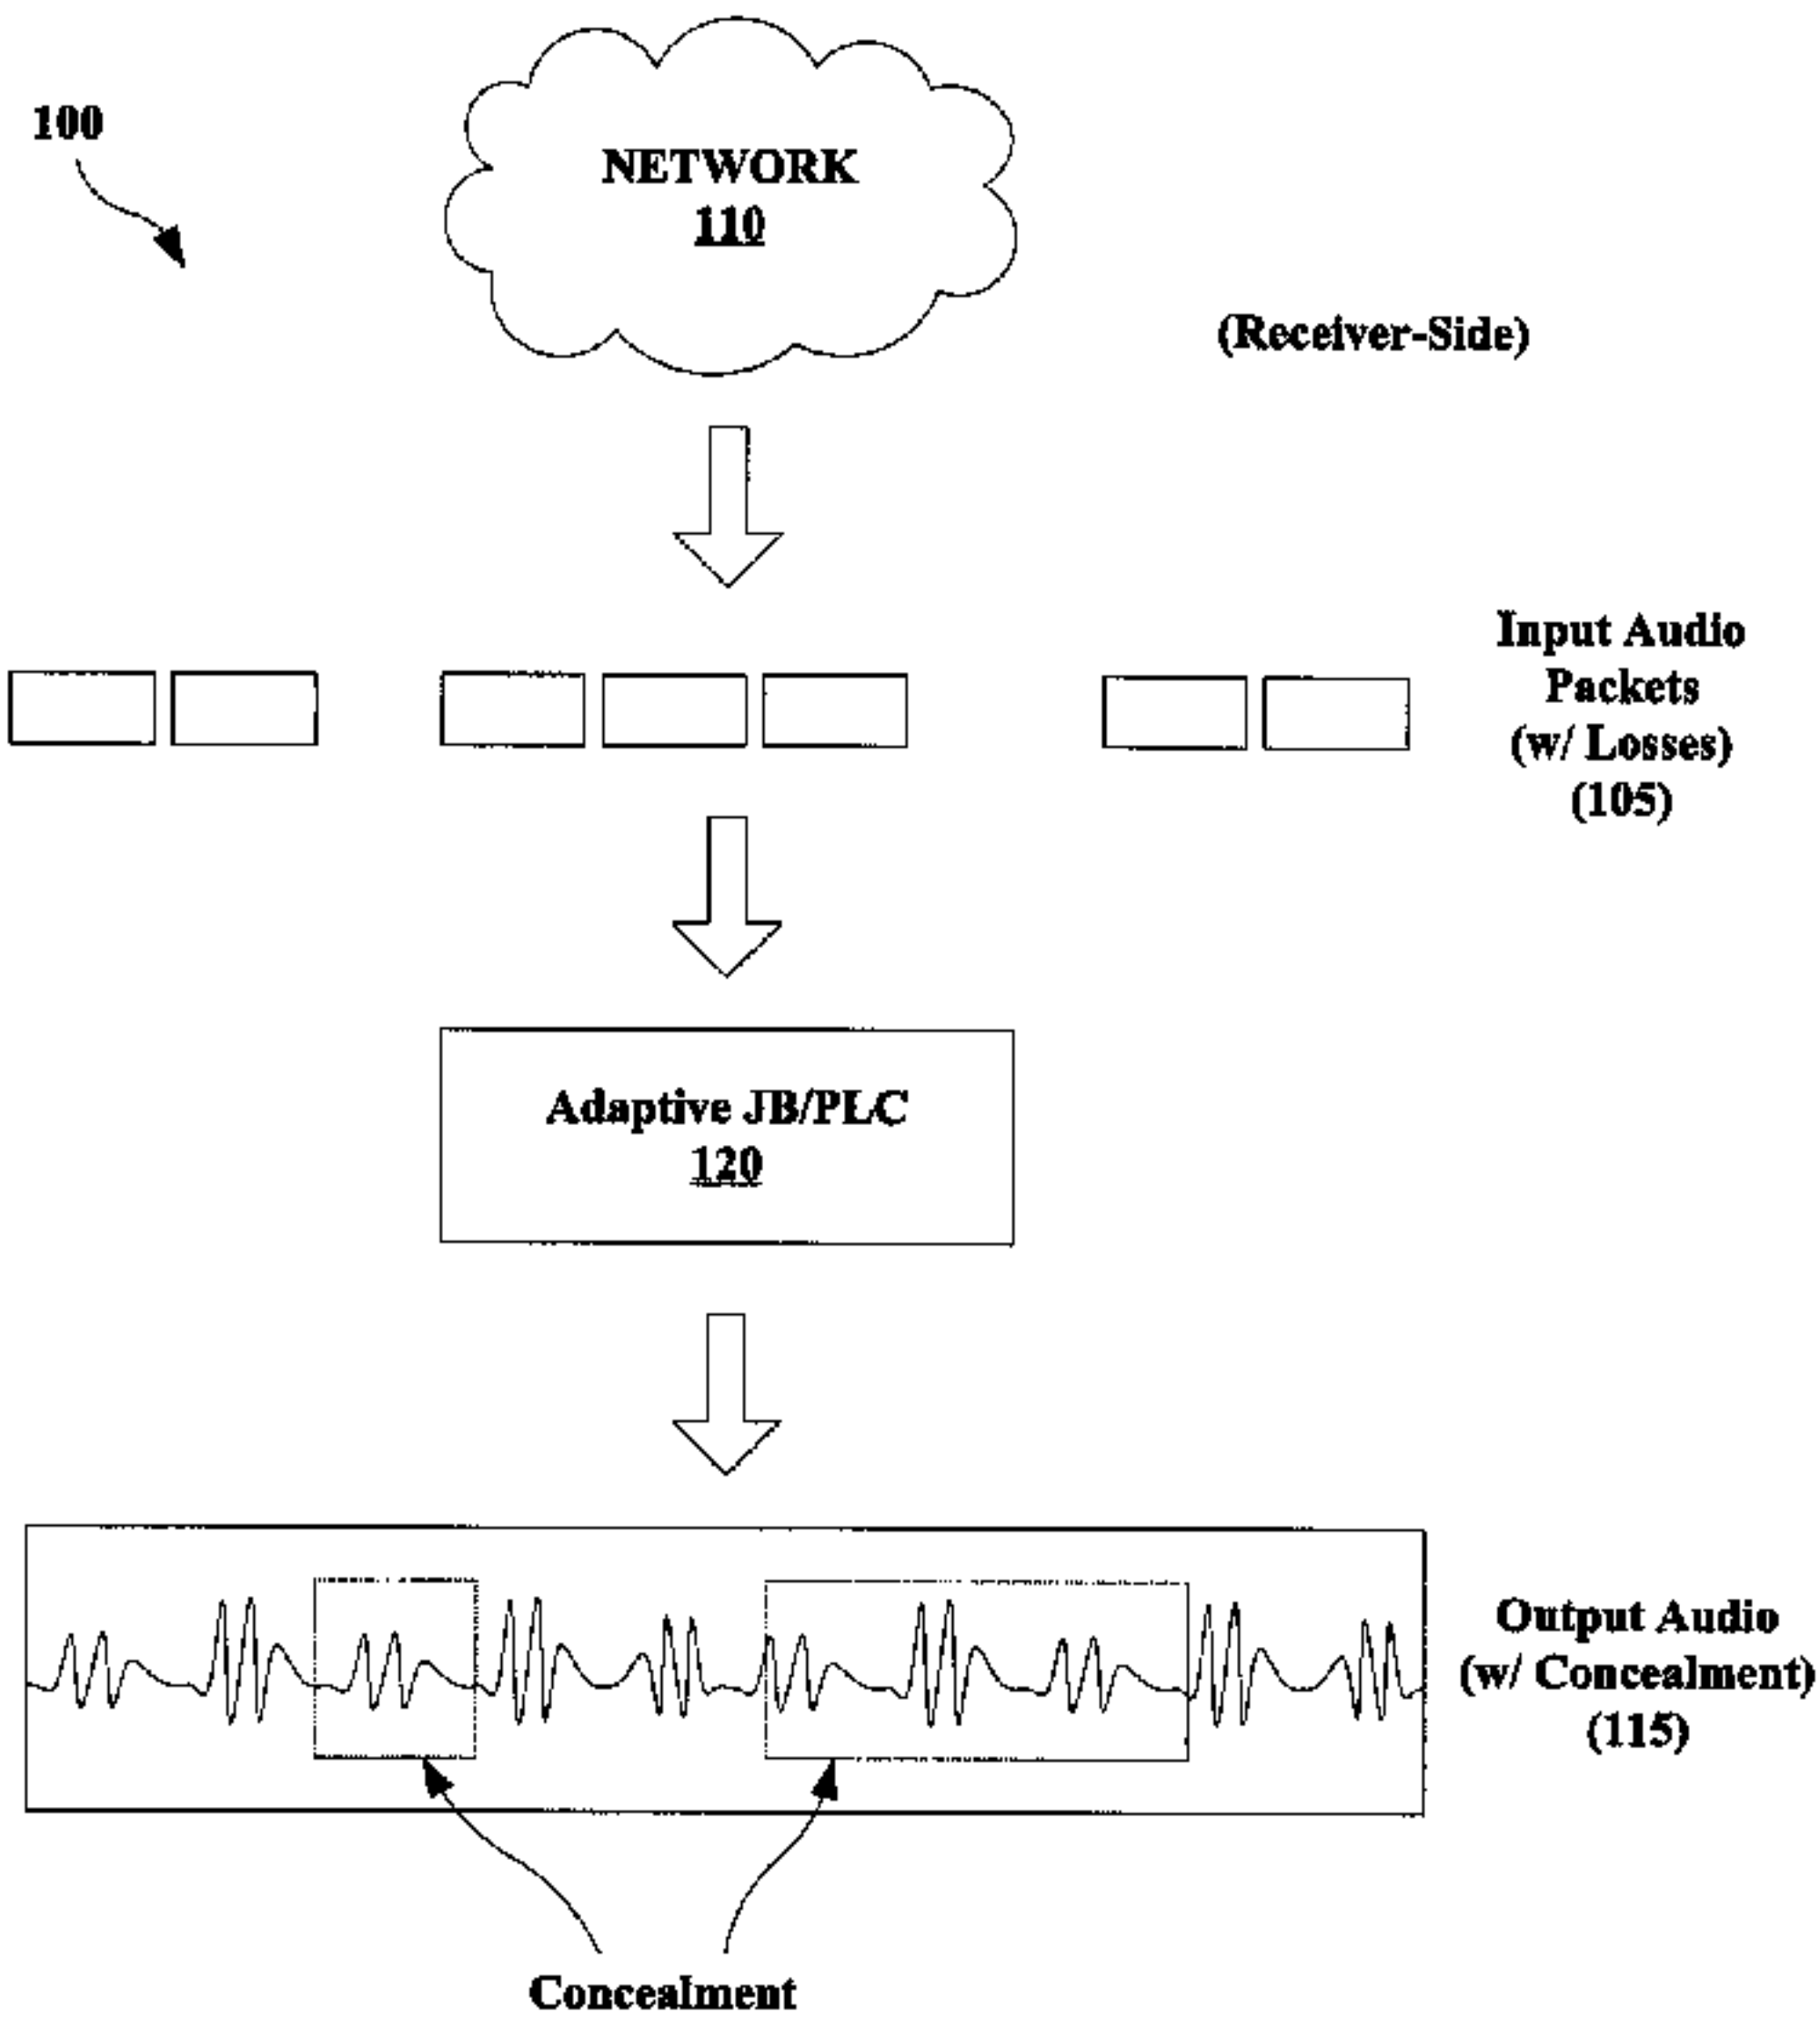 100
NETWORK
110
(Receiver-Side)
Input Audio
Packets
(w/ Losses)
(105)
Adaptive JB/PLC
120
Output Audio
(w/ Concealment)
(115)
Concealment